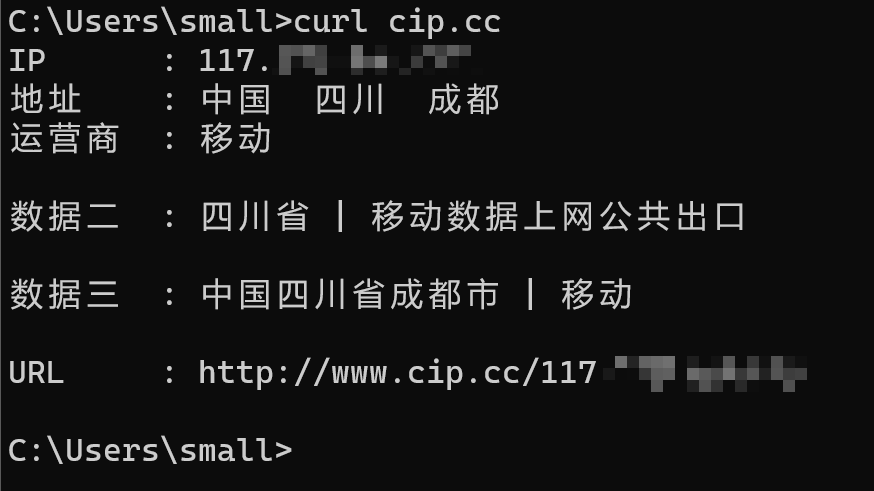 C:\Users\small>curl cip.cc
IP : 117.
地址 : 中国 四川 成都
运营商 : 移动
数据二 : 四川省 | 移动数据上网公共出口
数据三 : 中国四川省成都市 | 移动
URL : http://www.cip.cc/117
C:\Users\small>